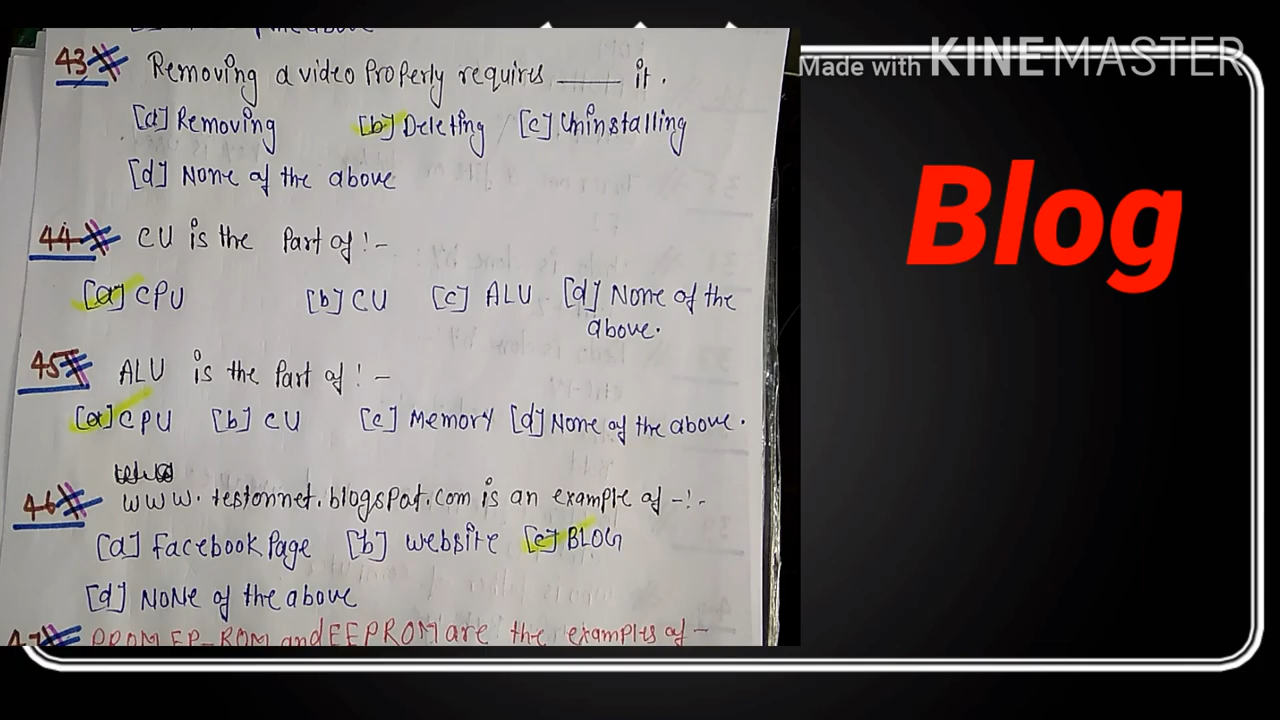 43 Removing a video Properly requires ______ it.
[a] Removing [b] Deleting [c] Uninstalling
[d] None of the above
44 CU is the Part of :-
[a] CPU [b] CU [c] ALU [d] None of the
above.
45 ALU is the Part of :-
[a] CPU [b] CU [c] Memory [d] None of the above.
46 www.testonnet.blogspot.com is an example of -:-
[a] Facebook Page [b] website [c] BLOG
[d] NONE of the above
47 PROM, EP-ROM and EEPROM are the examples of -
Made with KINEMASTER
Blog